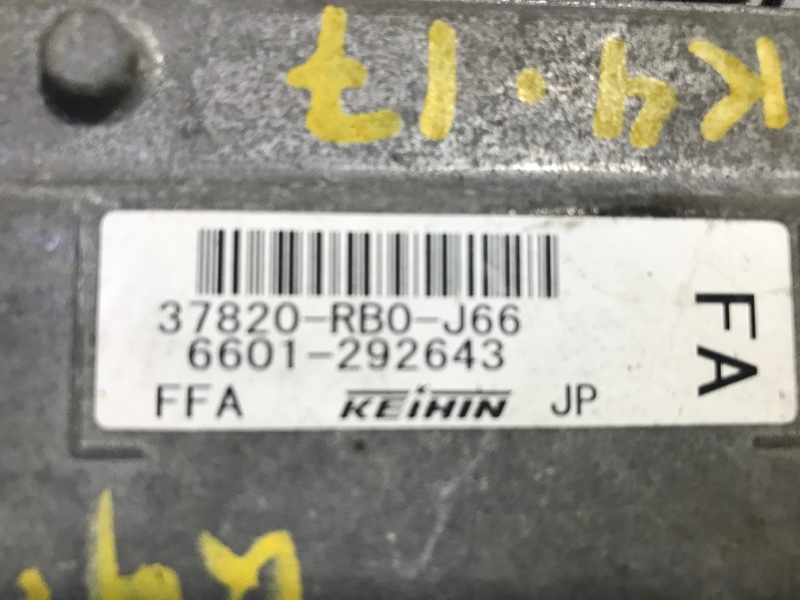 K4·17
37820-RB0-J66
6601-292643
FFA KEIHIN JP
FA